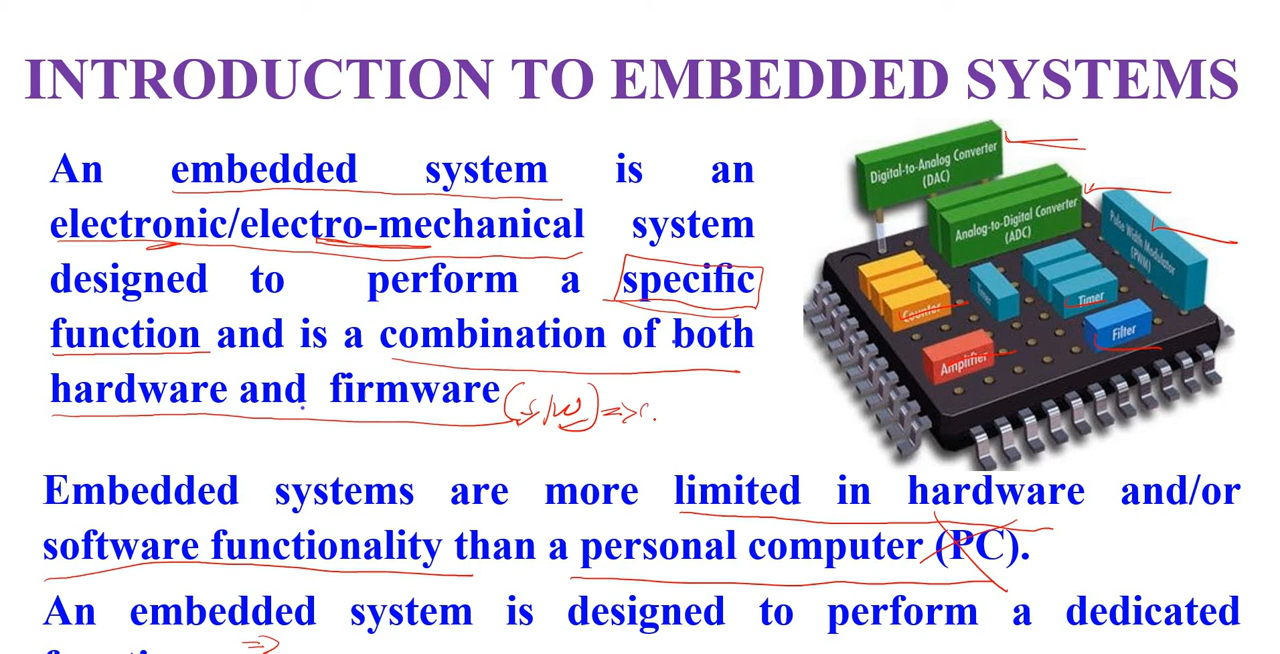 INTRODUCTION TO EMBEDDED SYSTEMS
An embedded system is an
electronic/electro-mechanical system
designed to perform a specific
function and is a combination of both
hardware and firmware
Digital-to-Analog Converter
(DAC)
Analog-to-Digital Converter
(ADC)
Pulse Width Modulator
(PWM)
Counter
Timer
Timer
Filter
Amplifier
Embedded systems are more limited in hardware and/or
software functionality than a personal computer (PC).
An embedded system is designed to perform a dedicated